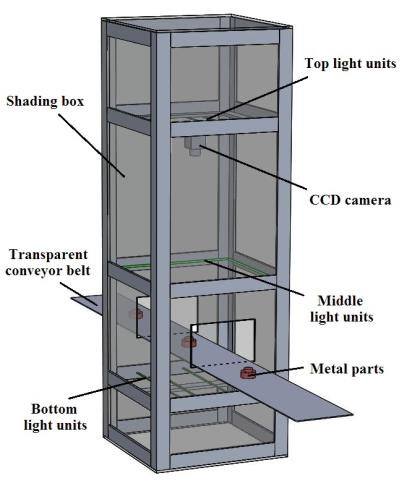 Top light units
Shading box
CCD camera
Transparent
conveyor belt
Middle
light units
Metal parts
Bottom
light units